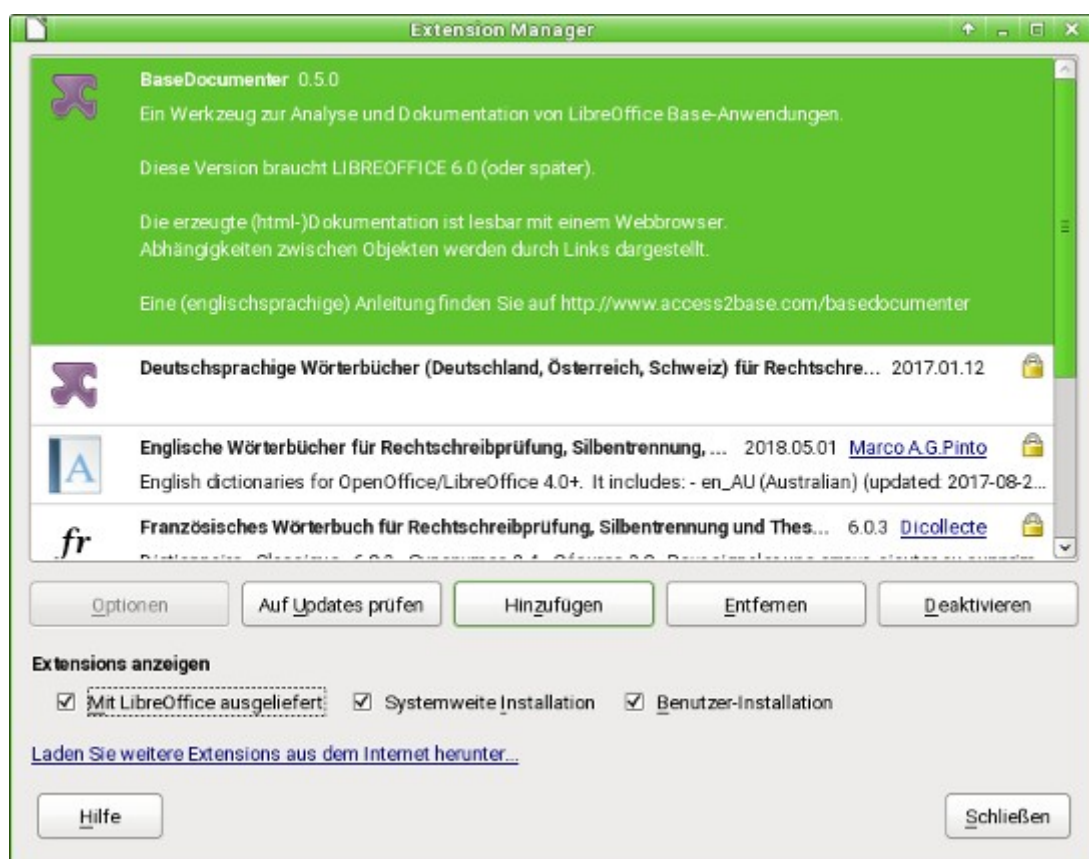 Extension Manager
BaseDocumenter 0.5.0
Ein Werkzeug zur Analyse und Dokumentation von LibreOffice Base-Anwendungen.
Diese Version braucht LIBREOFFICE 6.0 (oder später).
Die erzeugte (html-)Dokumentation ist lesbar mit einem Webbrowser.
Abhängigkeiten zwischen Objekten werden durch Links dargestellt.
Eine (englischsprachige) Anleitung finden Sie auf http://www.access2base.com/basedocumenter
Deutschsprachige Wörterbücher (Deutschland, Österreich, Schweiz) für Rechtschre... 2017.01.12
A
Englische Wörterbücher für Rechtschreibprüfung, Silbentrennung, ... 2018.05.01 Marco A.G.Pinto
English dictionaries for OpenOffice/LibreOffice 4.0+. It includes: - en_AU (Australian) (updated: 2017-08-2...
fr
Französisches Wörterbuch für Rechtschreibprüfung, Silbentrennung und Thes... 6.0.3 Dicollecte
Optionen
Auf Updates prüfen
Hinzufügen
Entfernen
Deaktivieren
Extensions anzeigen
Mit LibreOffice ausgeliefert
Systemweite Installation
Benutzer-Installation
Laden Sie weitere Extensions aus dem Internet herunter...
Hilfe
Schließen